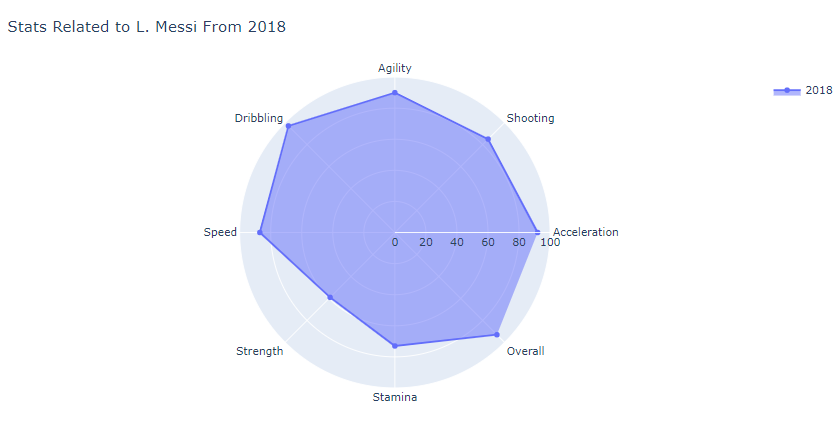 Stats Related to L. Messi From 2018
2018
Agility
Dribbling
Shooting
Speed
Acceleration
0 20 40 60 80 100
Strength
Overall
Stamina